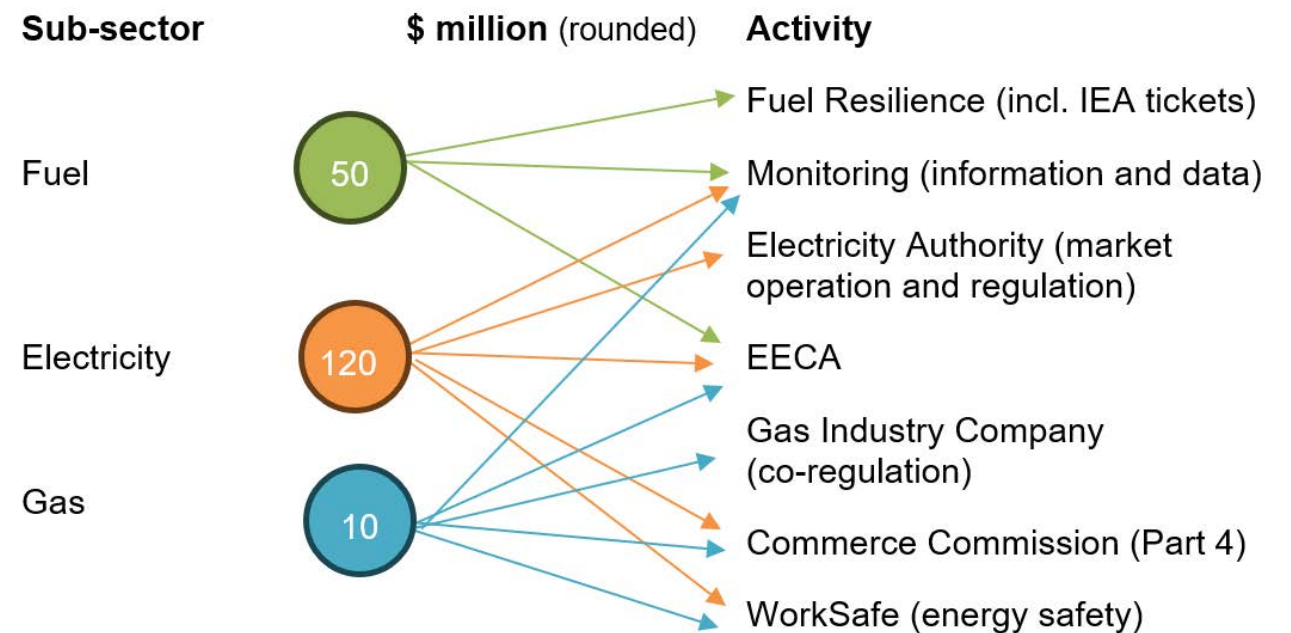 Sub-sector $ million (rounded) Activity
Fuel Resilience (incl. IEA tickets)
Fuel 50 Monitoring (information and data)
Electricity Authority (market
operation and regulation)
Electricity 120 EECA
Gas Industry Company
(co-regulation)
Gas 10
Commerce Commission (Part 4)
WorkSafe (energy safety)